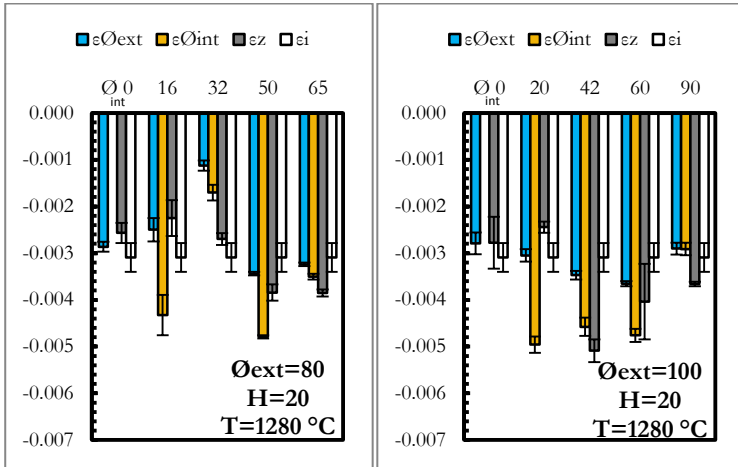 εØext εØint εz εi
Ø 0 16 32 50 65
int
0.000
-0.001
-0.002
-0.003
-0.004
-0.005
-0.006
-0.007
Øext=80
H=20
T=1280 °C
εØext εØint εz εi
Ø 0 20 42 60 90
int
0.000
-0.001
-0.002
-0.003
-0.004
-0.005
-0.006
-0.007
Øext=100
H=20
T=1280 °C